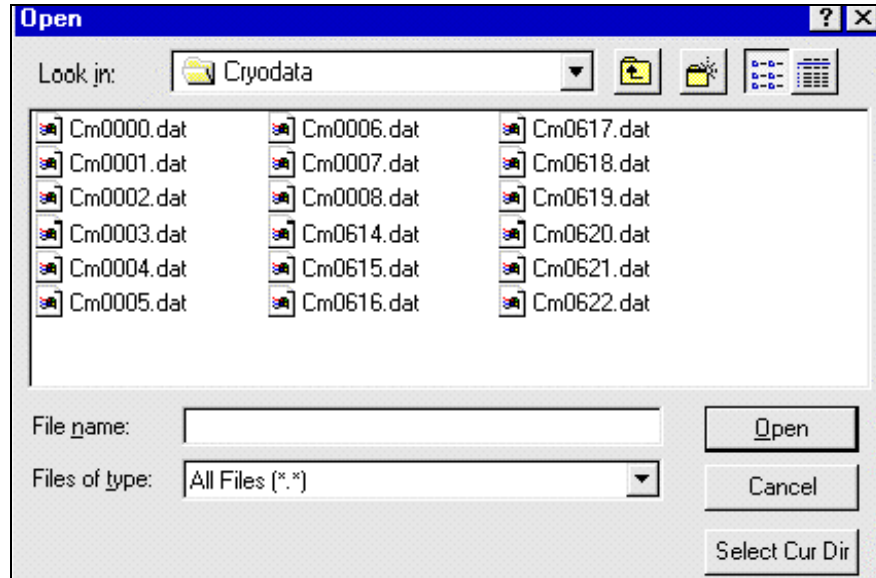 Open
Look in: Cryodata
Cm0000.dat Cm0006.dat Cm0617.dat
Cm0001.dat Cm0007.dat Cm0618.dat
Cm0002.dat Cm0008.dat Cm0619.dat
Cm0003.dat Cm0614.dat Cm0620.dat
Cm0004.dat Cm0615.dat Cm0621.dat
Cm0005.dat Cm0616.dat Cm0622.dat
File name: Open
Files of type: All Files (*.*) Cancel
Select Cur Dir